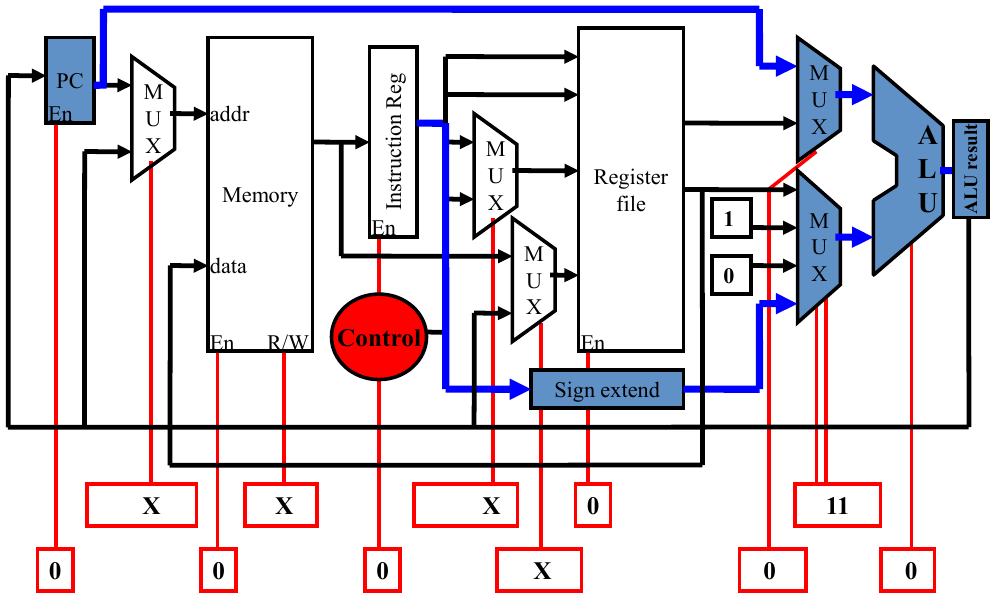 PC
En
M
U
X
addr
Memory
data
En
R/W
Instruction Reg
En
Control
M
U
X
M
U
X
Register
file
En
Sign extend
1
0
M
U
X
M
U
X
A
L
U
ALU result
X
X
X
0
11
0
0
0
X
0
0